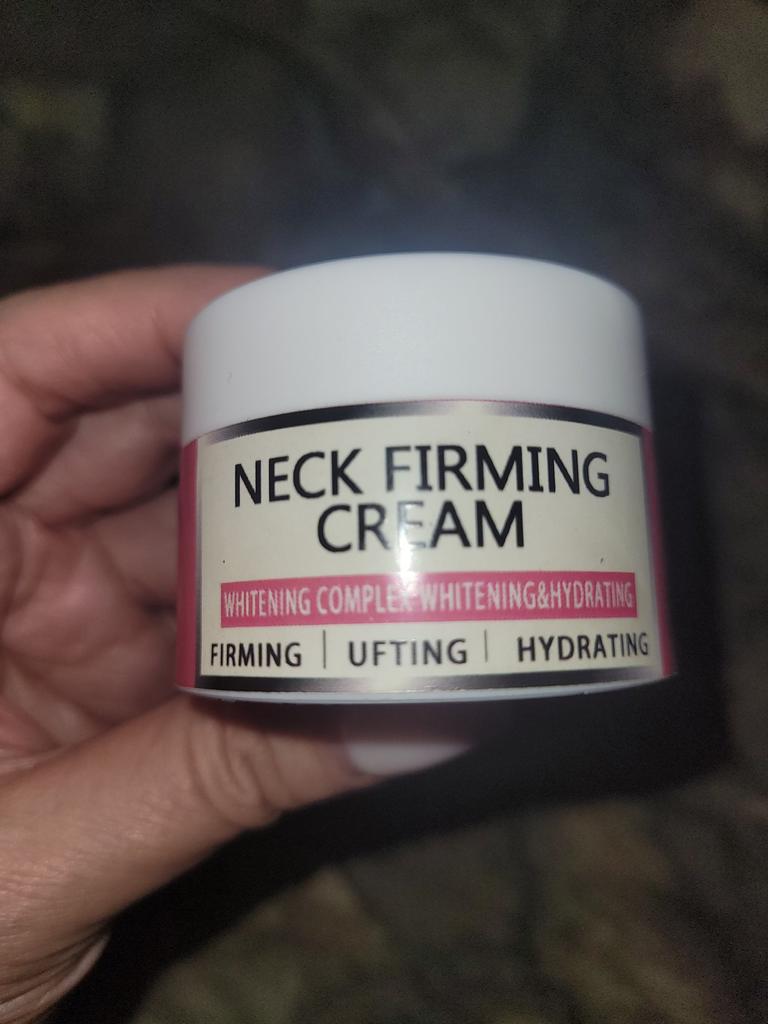 NECK FIRMING
CREAM
WHITENING COMPLEX WHITENING&HYDRATING
FIRMING | UFTING | HYDRATING